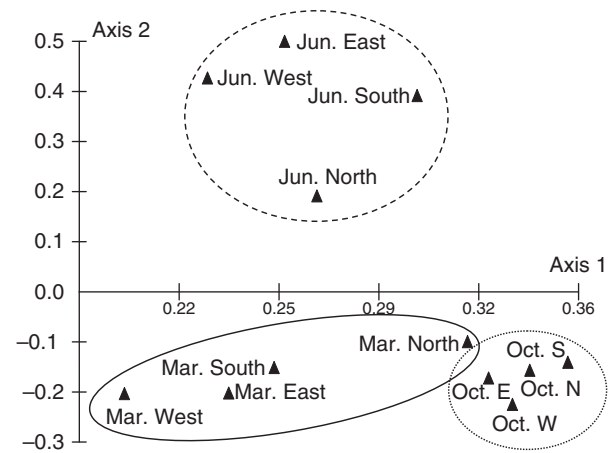 Axis 2
0.5
Jun. East
Jun. West
0.4
Jun. South
0.3
Jun. North
0.2
0.1
Axis 1
0.0
0.22 0.25 0.29 0.32 0.36
–0.1
Mar. North
Oct. S
Mar. South
Oct. E Oct. N
–0.2
Mar. East
Mar. West
Oct. W
–0.3